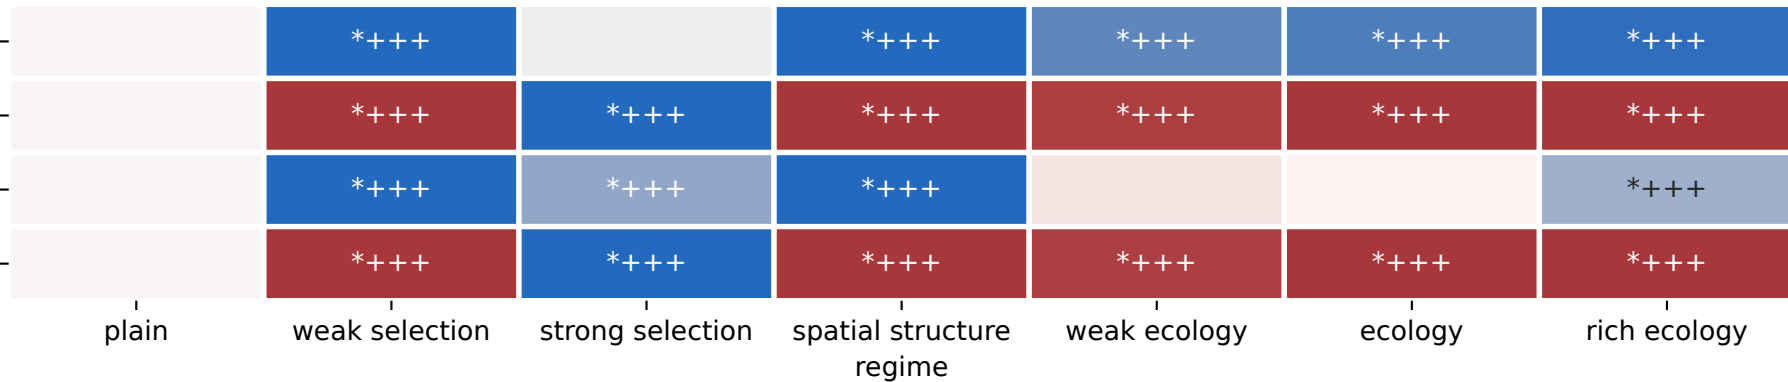 *+++ *+++ *+++ *+++ *+++
*+++ *+++ *+++ *+++ *+++ *+++
*+++ *+++ *+++ *+++
*+++ *+++ *+++ *+++ *+++ *+++
plain weak selection strong selection spatial structure weak ecology ecology rich ecology
regime